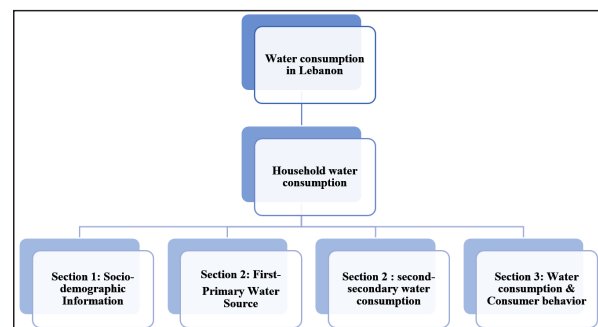 Water consumption
in Lebanon
Household water
consumption
Section 1: Socio-
demographic
Information
Section 2: First-
Primary Water
Source
Section 2 : second-
secondary water
consumption
Section 3: Water
consumption &
Consumer behavior